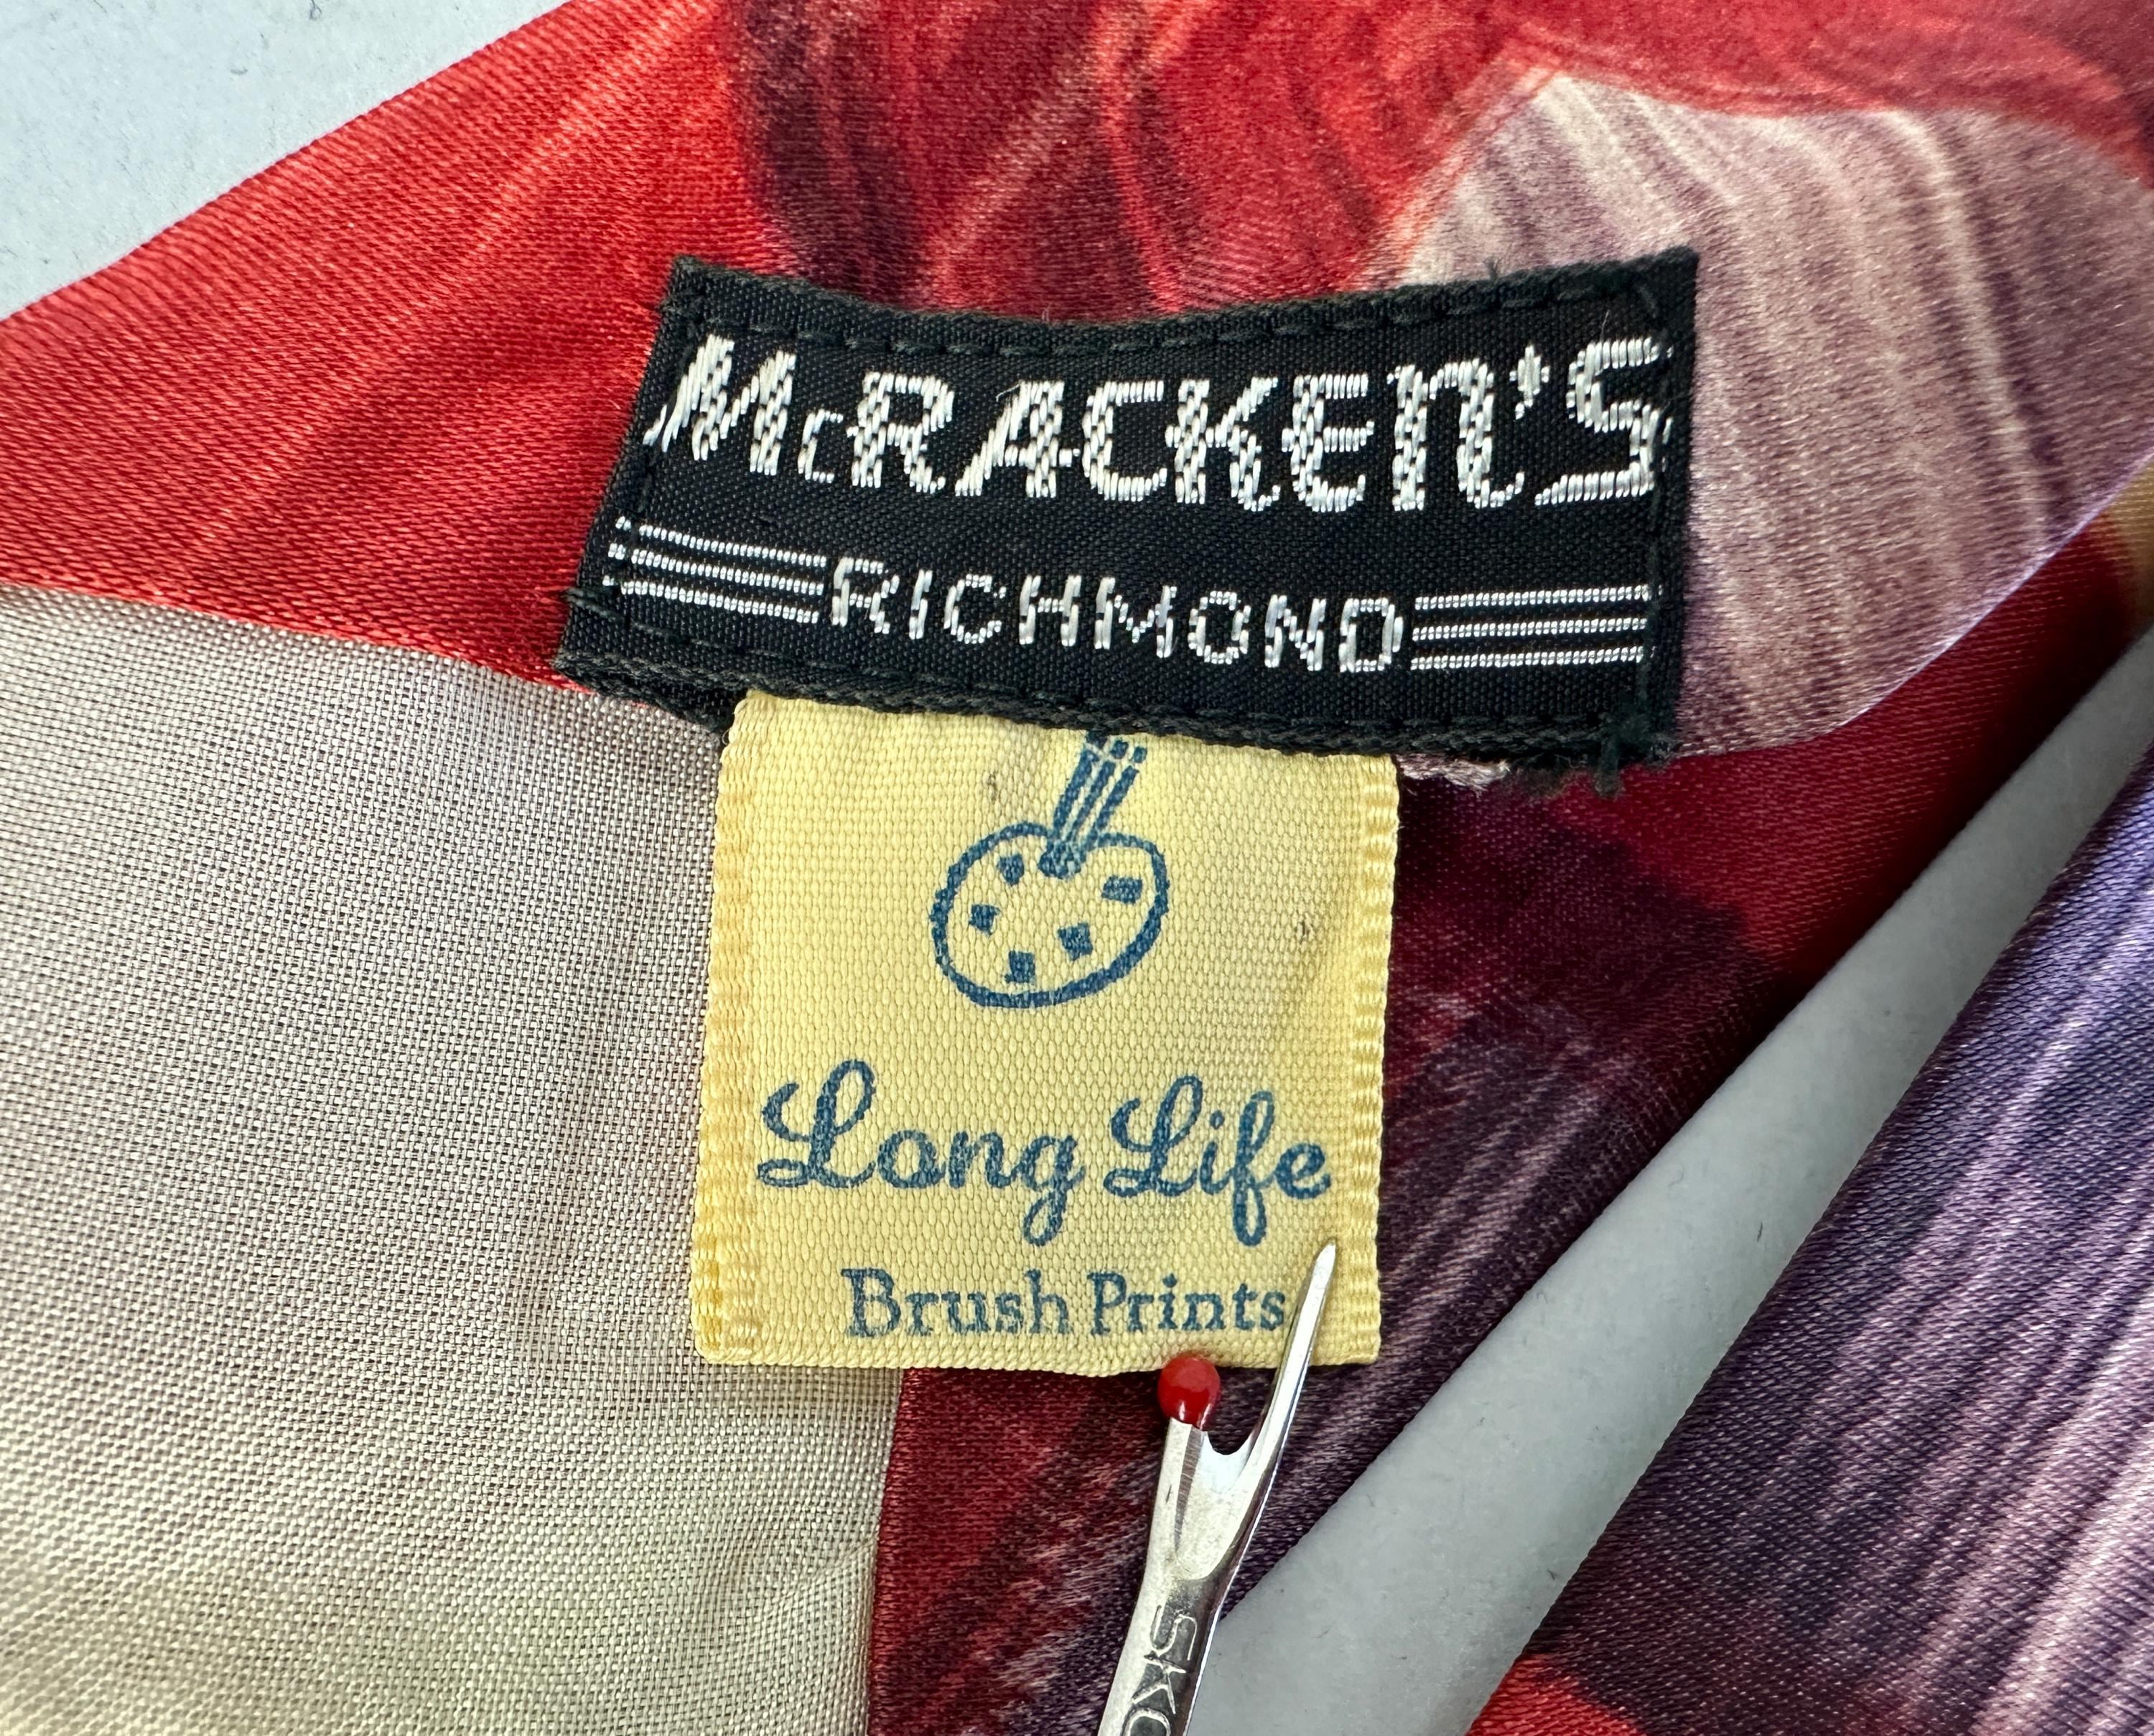 McRACKEN'S
RICHMOND
Long Life
Brush Prints